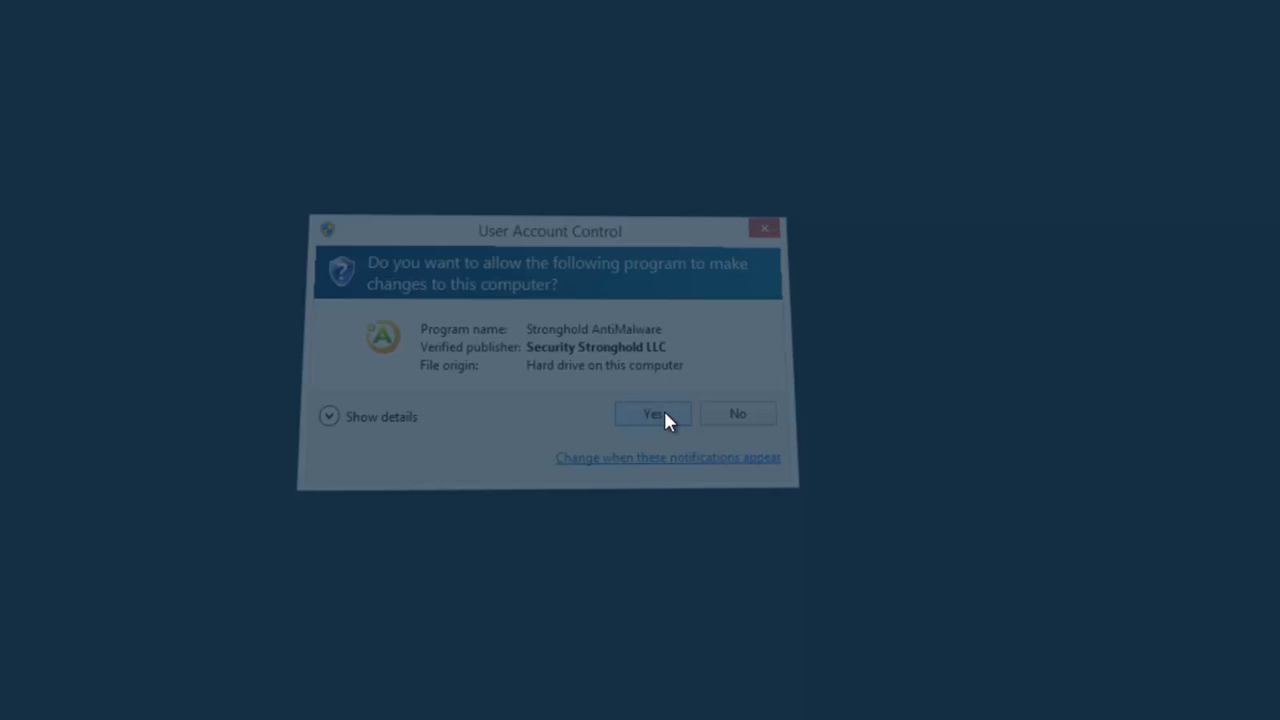 User Account Control
Do you want to allow the following program to make
changes to this computer?
Program name: Stronghold AntiMalware
Verified publisher: Security Stronghold LLC
File origin: Hard drive on this computer
Show details
Yes
No
Change when these notifications appear